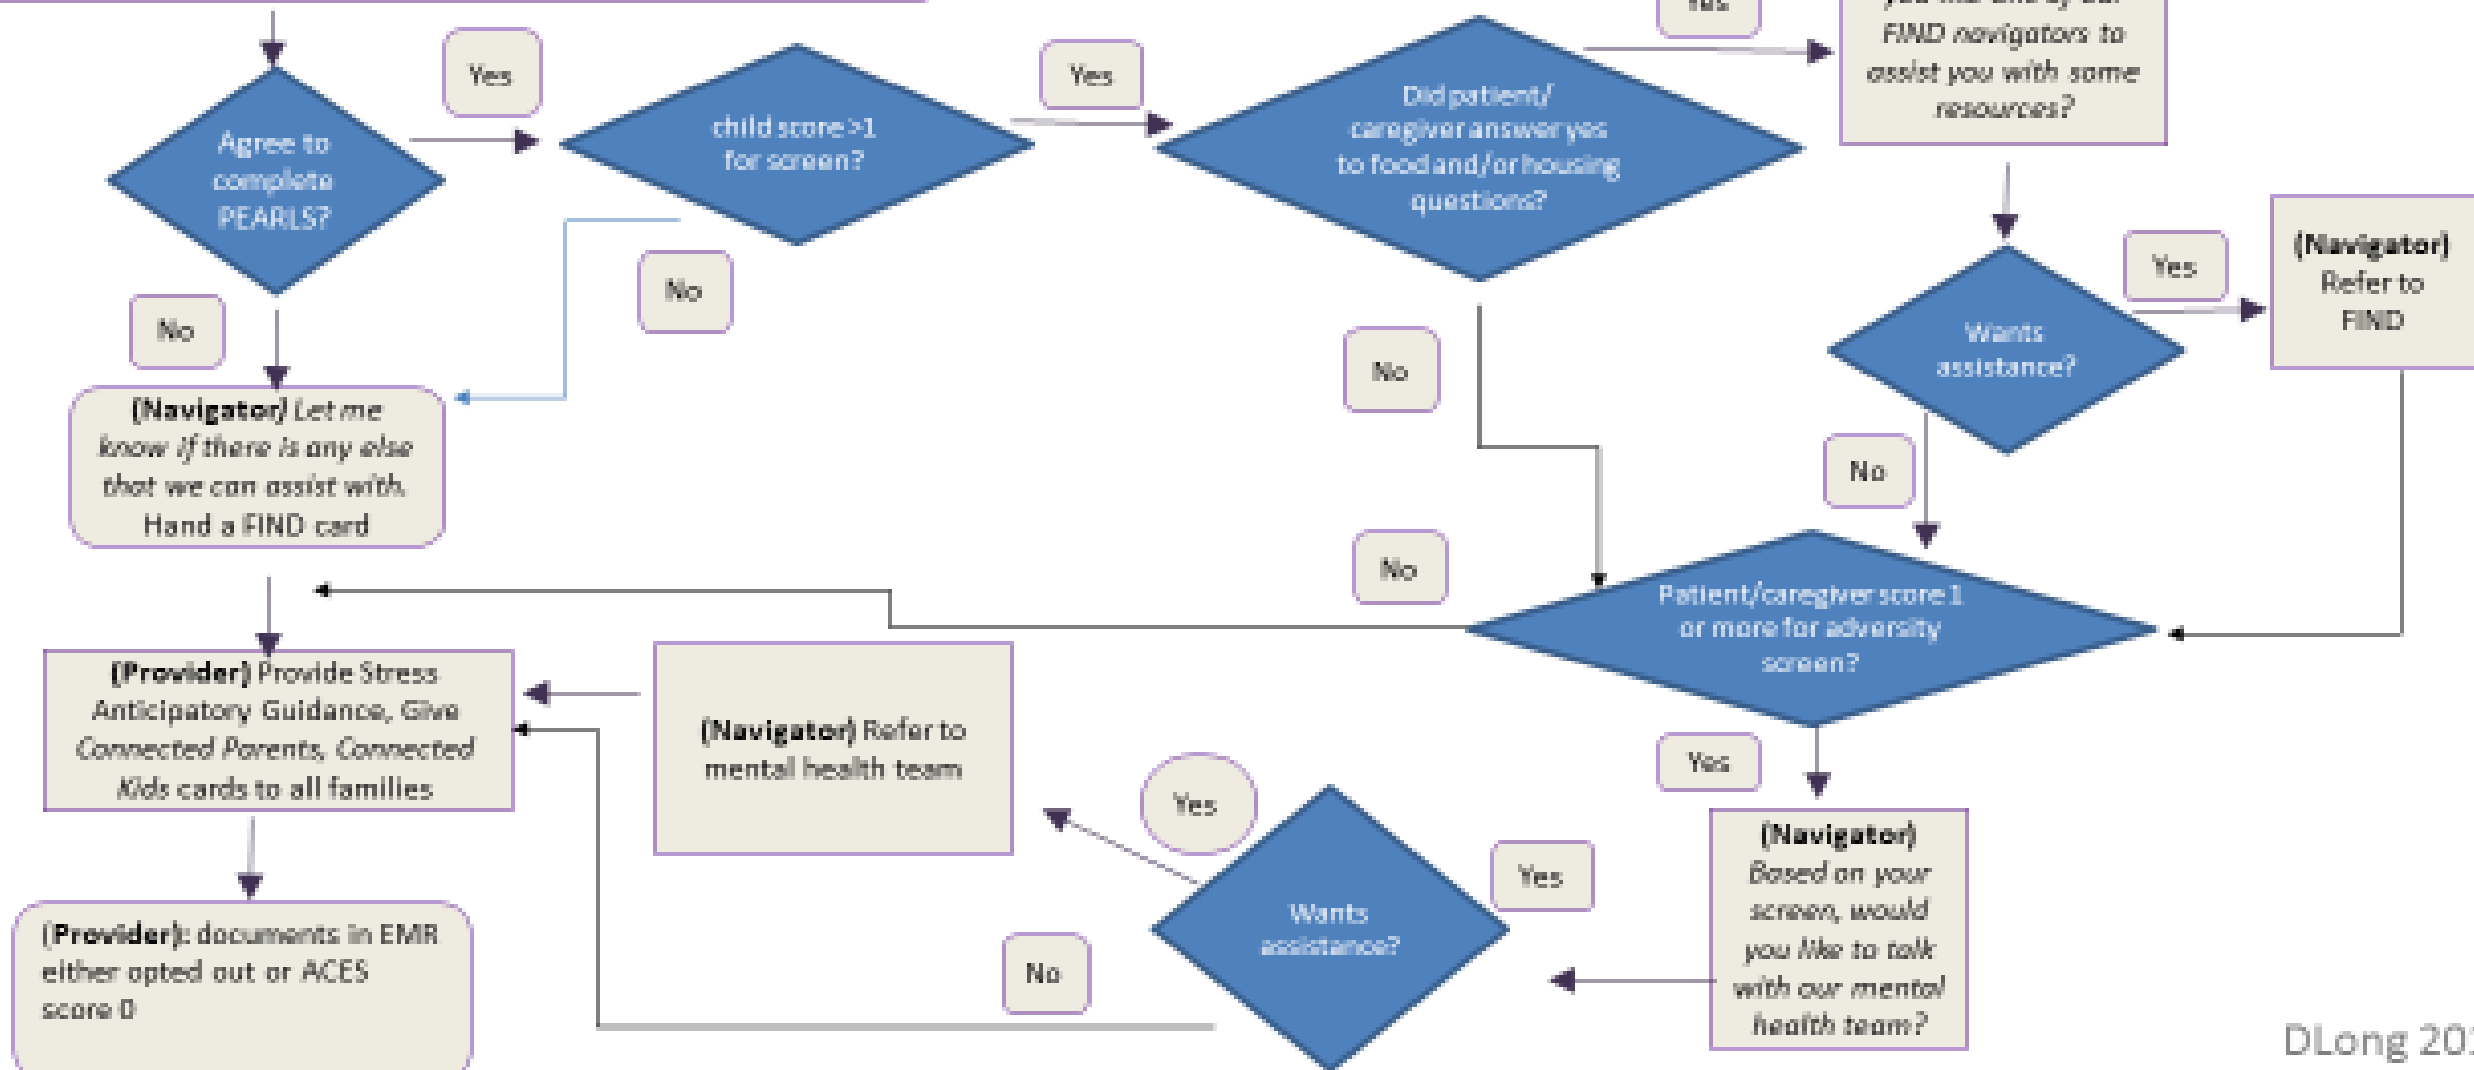 Yes
FIND navigators to
assist you with some
resources?
Yes
Yes
Agree to
complete
PEARLS?
child score >1
for screen?
Did patient/
caregiver answer yes
to food and/or housing
questions?
No
No
No
Yes
(Navigator)
Refer to
FIND
Wants
assistance?
No
(Navigator) Let me
know if there is any else
that we can assist with.
Hand a FIND card
No
Patient/caregiver score 1
or more for adversity
screen?
(Provider) Provide Stress
Anticipatory Guidance, Give
Connected Parents, Connected
Kids cards to all families
(Navigator) Refer to
mental health team
Yes
Yes
Yes
Wants
assistance?
No
(Navigator)
Based on your
screen, would
you like to talk
with our mental
health team?
(Provider): documents in EMR
either opted out or ACES
score 0
DLong